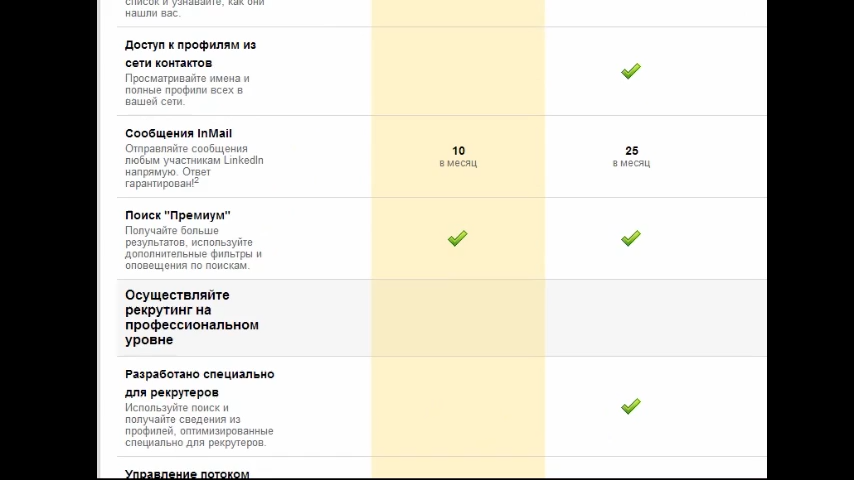 список и узнавайте, как они
нашли вас.
Доступ к профилям из
сети контактов
Просматривайте имена и
полные профили всех в
вашей сети.
Сообщения InMail
Отправляйте сообщения
любым участникам LinkedIn
напрямую. Ответ
гарантирован!2
10
в месяц
25
в месяц
Поиск "Премиум"
Получайте больше
результатов, используйте
дополнительные фильтры и
оповещения по поискам.
Осуществляйте
рекрутинг на
профессиональном
уровне
Разработано специально
для рекрутеров
Используйте поиск и
получайте сведения из
профилей, оптимизированные
специально для рекрутеров.
Управление потоком